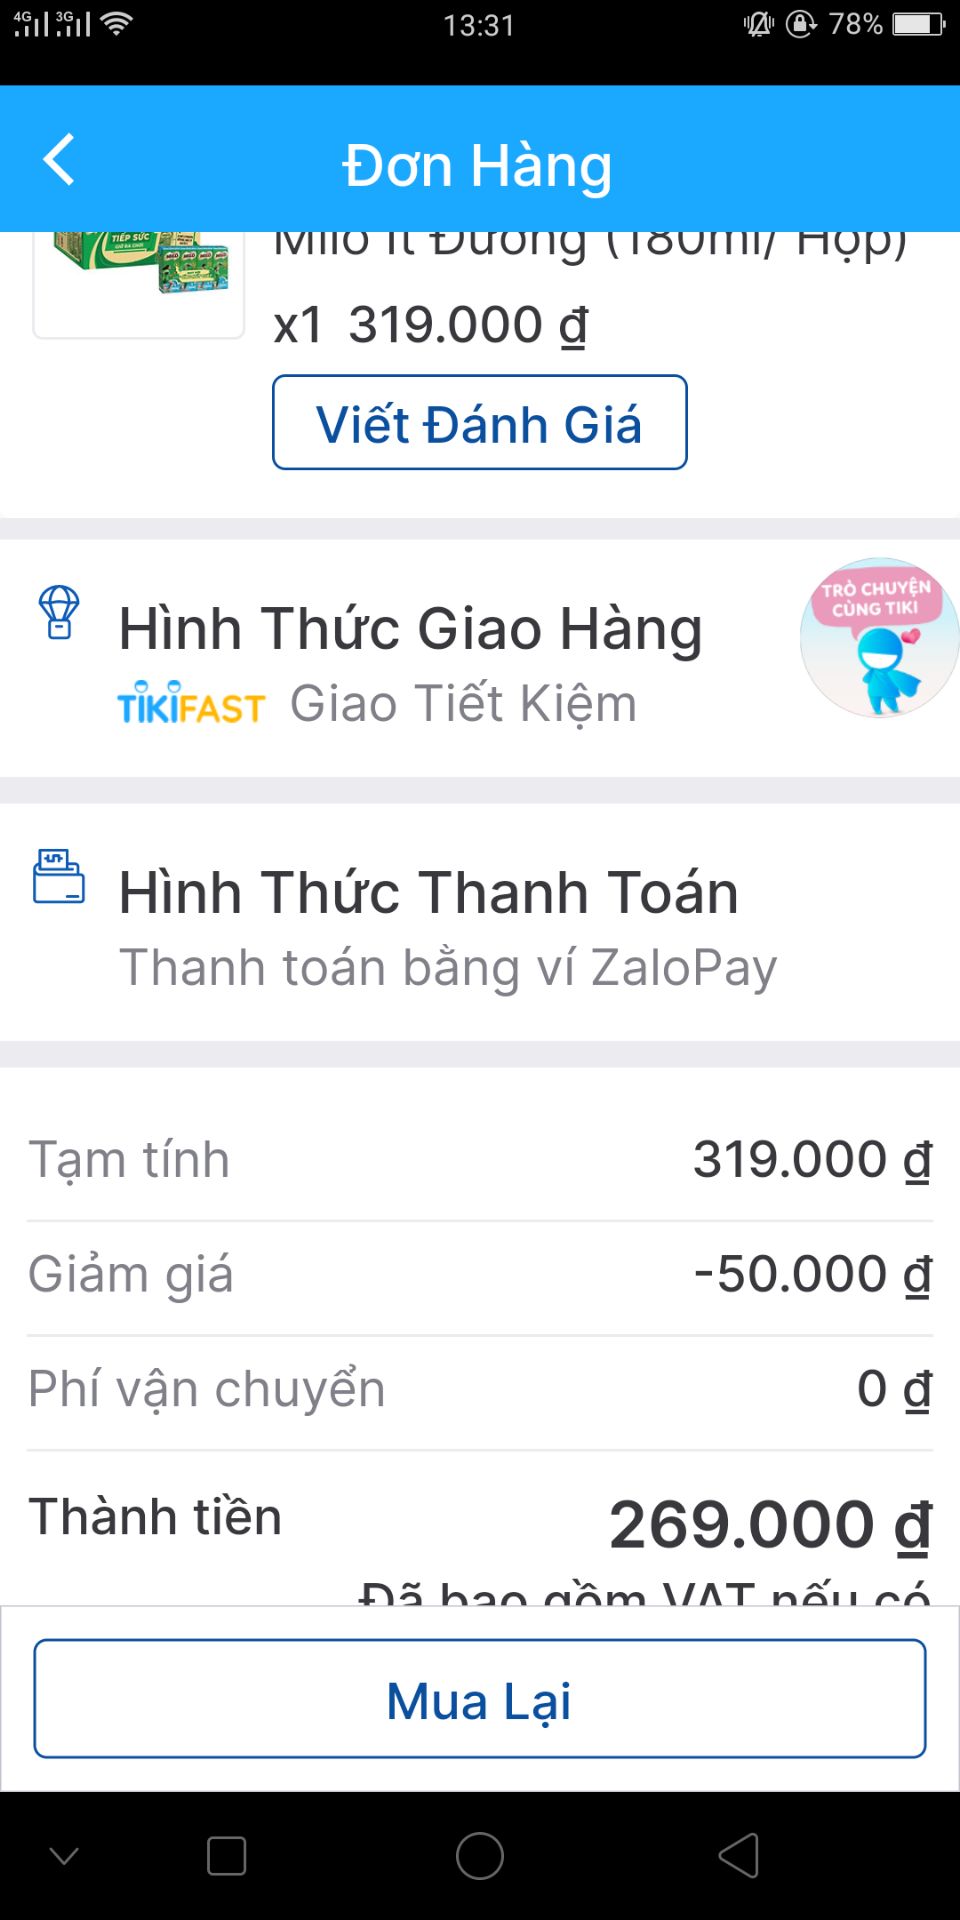 4G 3G 13:31 78%
Đơn Hàng
TIẾP SỨC
Milo Ít Đường (180ml/ Hộp)
x1 319.000 ₫
Viết Đánh Giá
TRÒ CHUYỆN
CÙNG TIKI
Hình Thức Giao Hàng
TIKIFAST Giao Tiết Kiệm
Hình Thức Thanh Toán
Thanh toán bằng ví ZaloPay
Tạm tính 319.000 ₫
Giảm giá -50.000 ₫
Phí vận chuyển 0 ₫
Thành tiền 269.000 ₫
Đã bao gồm VAT nếu có
Mua Lại